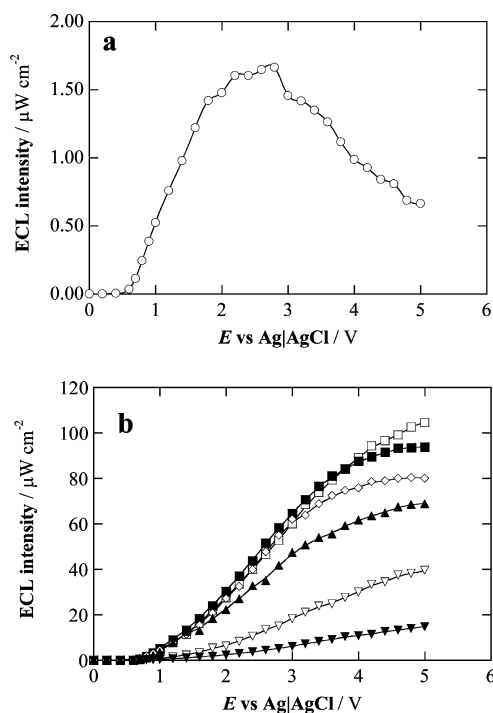 a
2.00
1.50
1.00
0.50
0.00
ECL intensity / μW cm-2
0 1 2 3 4 5 6
E vs Ag|AgCl / V
b
120
100
80
60
40
20
0
ECL intensity / μW cm-2
0 1 2 3 4 5 6
E vs Ag|AgCl / V